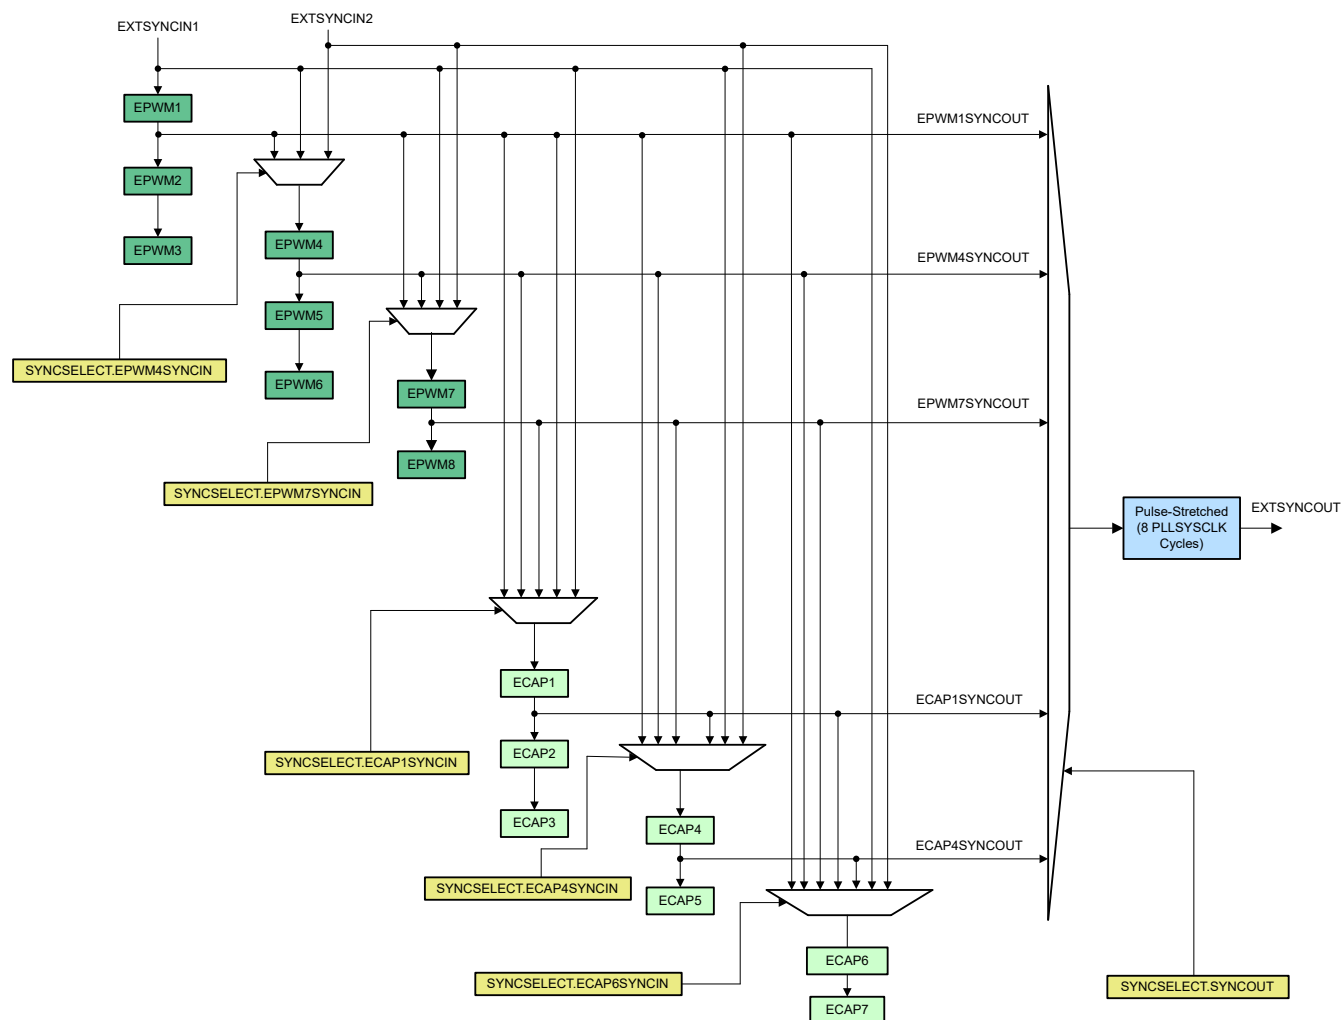 EXTSYNCIN1
EXTSYNCIN2
EPWM1
EPWM1SYNCOUT
EPWM2
EPWM3
EPWM4
EPWM4SYNCOUT
EPWM5
SYNCSELECT.EPWM4SYNCIN
EPWM6
EPWM7
EPWM7SYNCOUT
EPWM8
SYNCSELECT.EPWM7SYNCIN
Pulse-Stretched
(8 PLLSYSCLK
Cycles)
EXTSYNCOUT
ECAP1
ECAP1SYNCOUT
ECAP2
SYNCSELECT.ECAP1SYNCIN
ECAP3
ECAP4
ECAP4SYNCOUT
SYNCSELECT.ECAP4SYNCIN
ECAP5
ECAP6
SYNCSELECT.ECAP6SYNCIN
SYNCSELECT.SYNCOUT
ECAP7